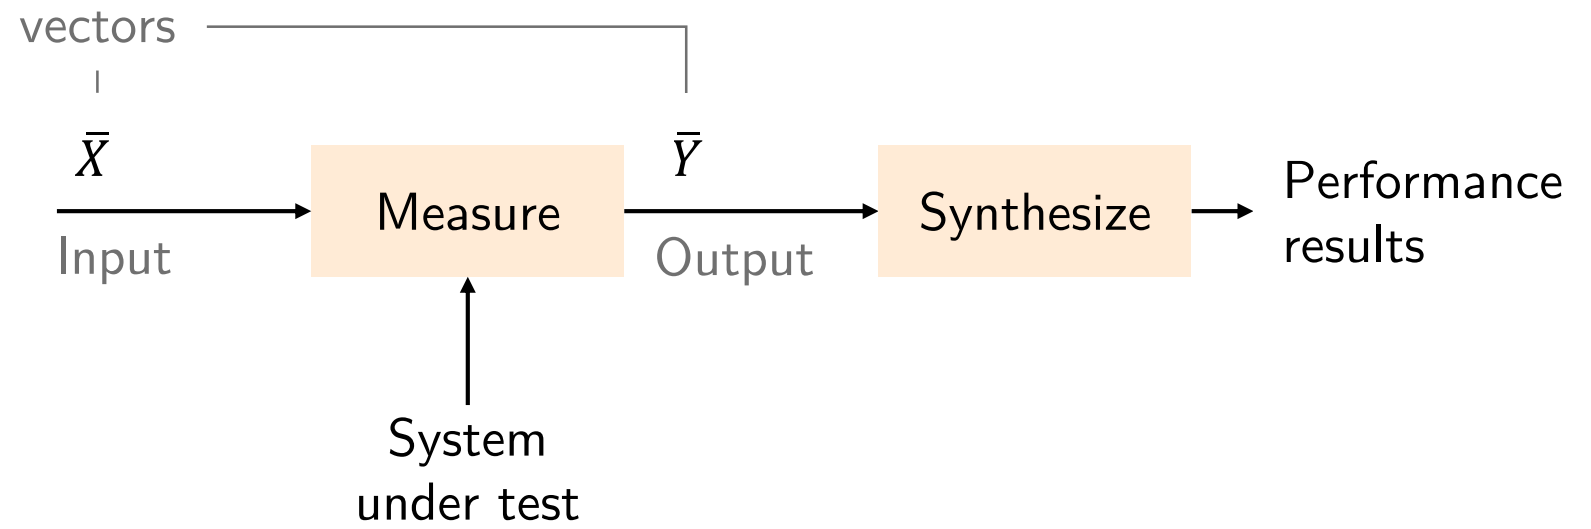 vectors
X̅
Y̅
Measure
Synthesize
Performance
results
Input
Output
System
under test